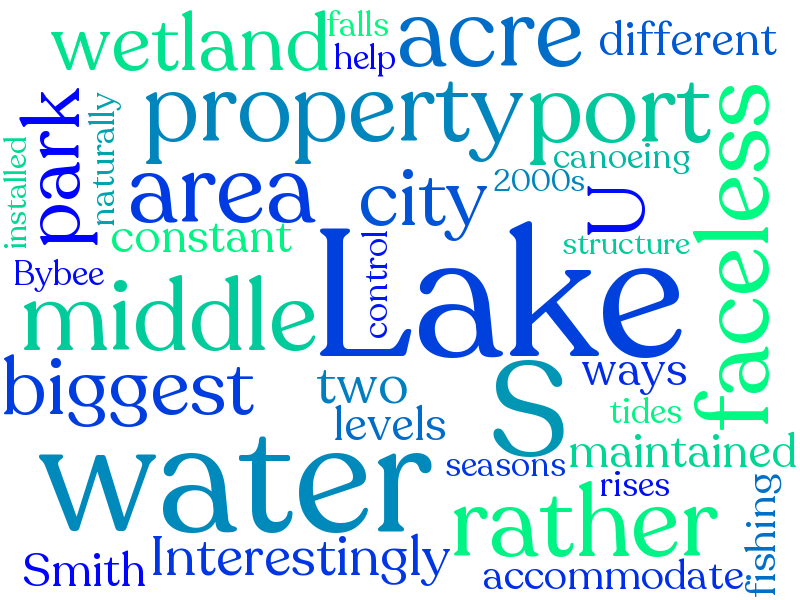 falls
wetland
acre
different
help
property
port
faceless
park
naturally
canoeing
area
city
2000s
U
installed
constant
structure
Bybee
control
Lake
middle
biggest
two
S
ways
levels
tides
water
seasons
maintained
rises
rather
fishing
Smith
Interestingly
accommodate